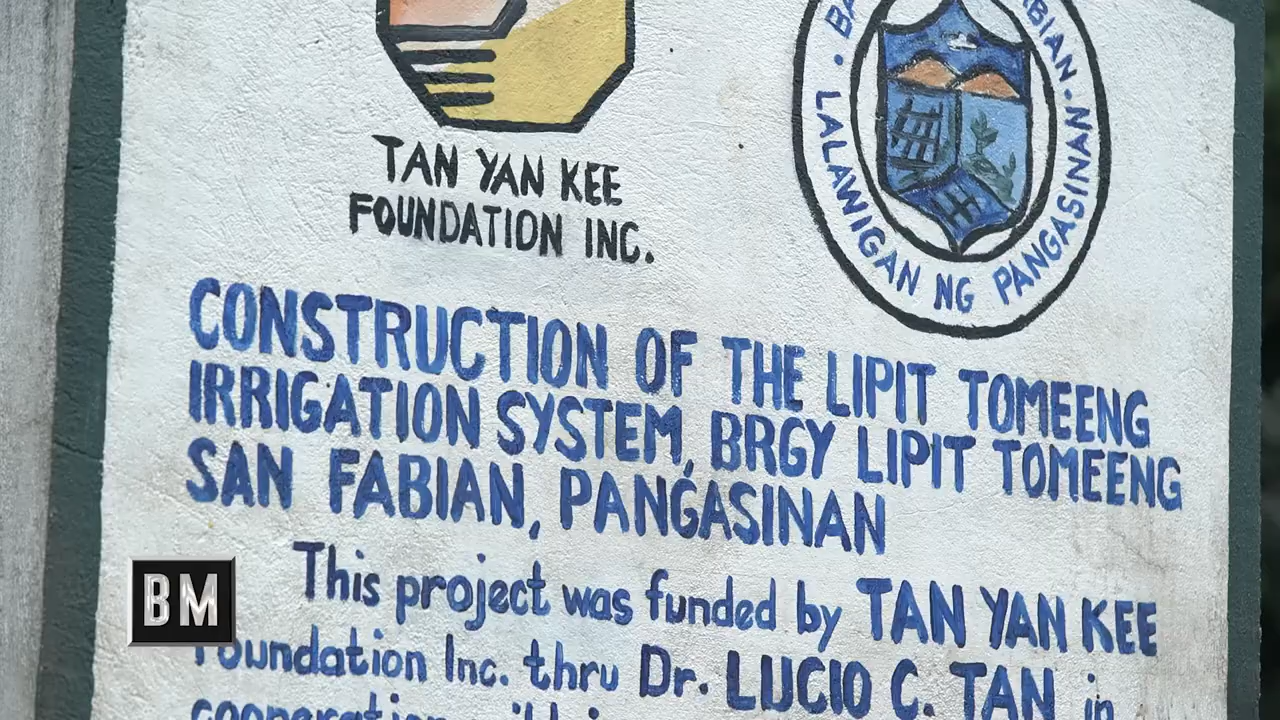 TAN YAN KEE
FOUNDATION INC.
LALAWIGAN NG PANGASINAN
CONSTRUCTION OF THE LIPIT TOMEENG
IRRIGATION SYSTEM, BRGY LIPIT TOMEENG
SAN FABIAN, PANGASINAN
This project was funded by TAN YAN KEE
Foundation Inc. thru Dr. LUCIO C. TAN in
BM